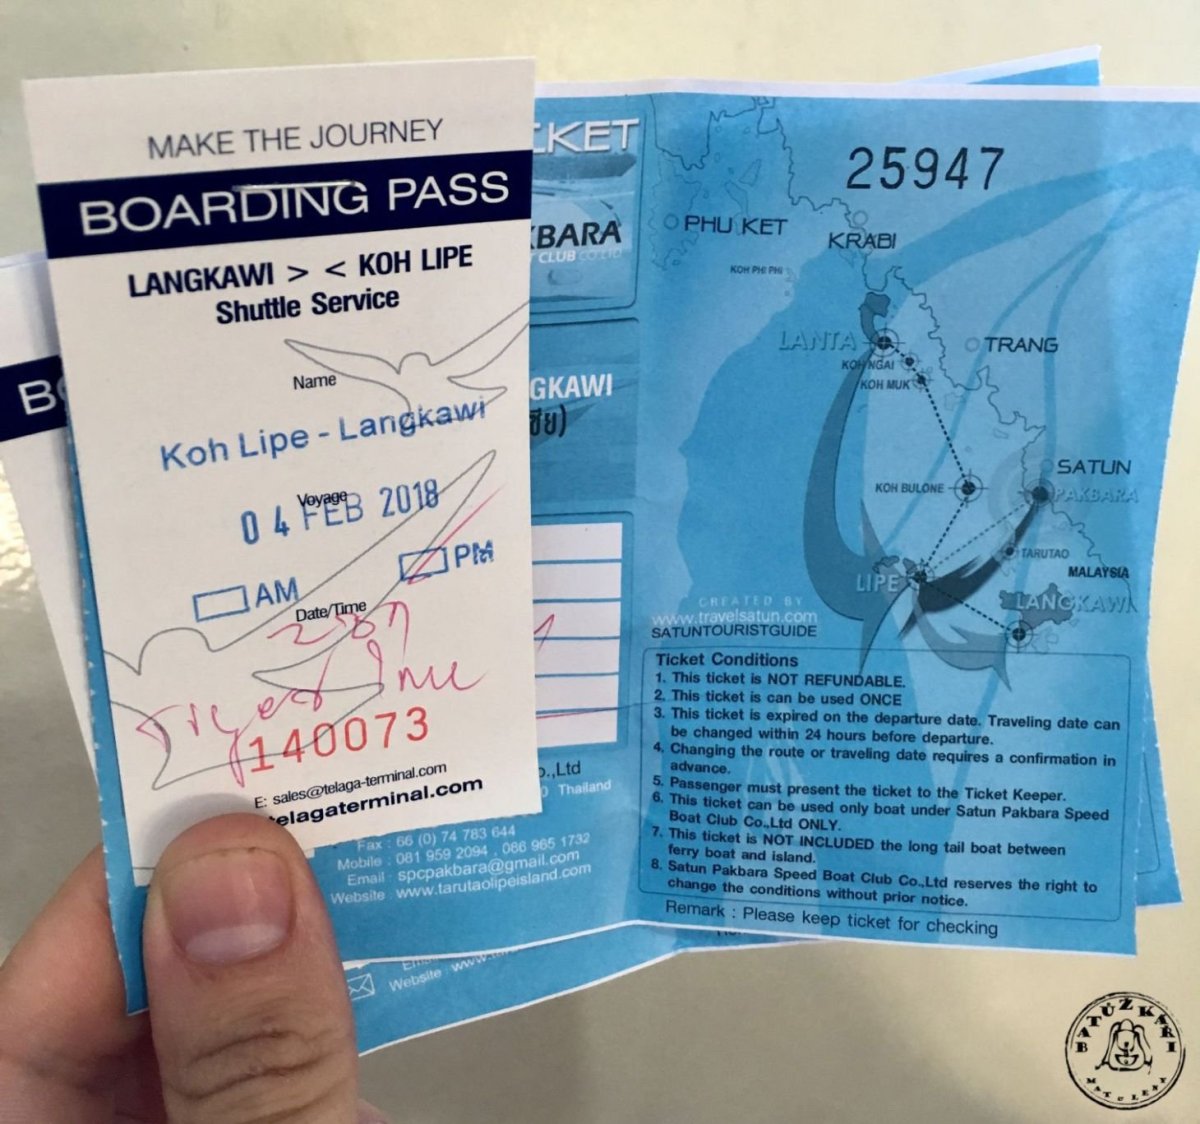 MAKE THE JOURNEY
BOARDING PASS
LANGKAWI > < KOH LIPE
Shuttle Service
Name
Koh Lipe - Langkawi
Voyage
04 FEB 2018
AM
PM
Date/Time
140073
E: sales@telaga-terminal.com
telagaterminal.com
B
CKET
KBARA
CLUB CO.,LTD
GKAWI
ซีย)
o.,Ltd
0 Thailand
Fax : 66 (0) 74 783 644
Mobile : 081 959 2094 , 086 965 1732
Email : spcpakbara@gmail.com
Website : www.tarutaolipeisland.com
Website : www.
25947
PHUKET
KRABI
KOH PHI PHI
LANTA
TRANG
KOH NGAI
KOH MUK
SATUN
KOH BULONE
PAKBARA
TARUTAO
LIPE
MALAYSIA
LANGKAWI
CREATED BY
www.travelsatun.com
SATUNTOURISTGUIDE
Ticket Conditions
1. This ticket is NOT REFUNDABLE.
2. This ticket is can be used ONCE
3. This ticket is expired on the departure date. Traveling date can
be changed within 24 hours before departure.
4. Changing the route or traveling date requires a confirmation in
advance.
5. Passenger must present the ticket to the Ticket Keeper.
6. This ticket can be used only boat under Satun Pakbara Speed
Boat Club Co.,Ltd ONLY.
7. This ticket is NOT INCLUDED the long tail boat between
ferry boat and island.
8. Satun Pakbara Speed Boat Club Co.,Ltd reserves the right to
change the conditions without prior notice.
Remark : Please keep ticket for checking
BATŮŽKÁŘI
MAT & LENY